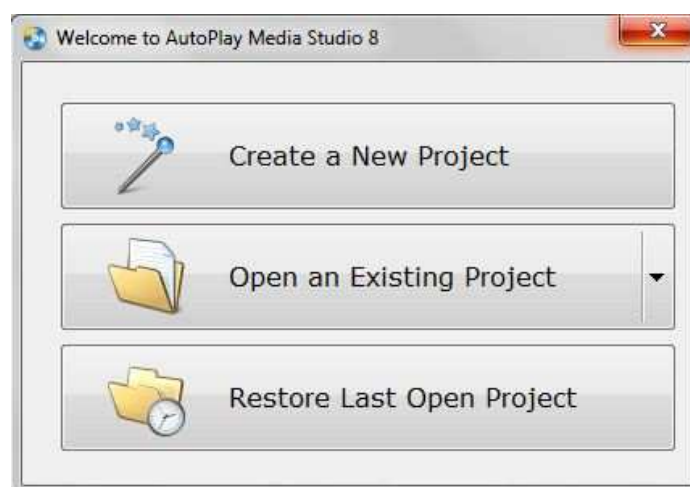 Welcome to AutoPlay Media Studio 8
Create a New Project
Open an Existing Project
Restore Last Open Project